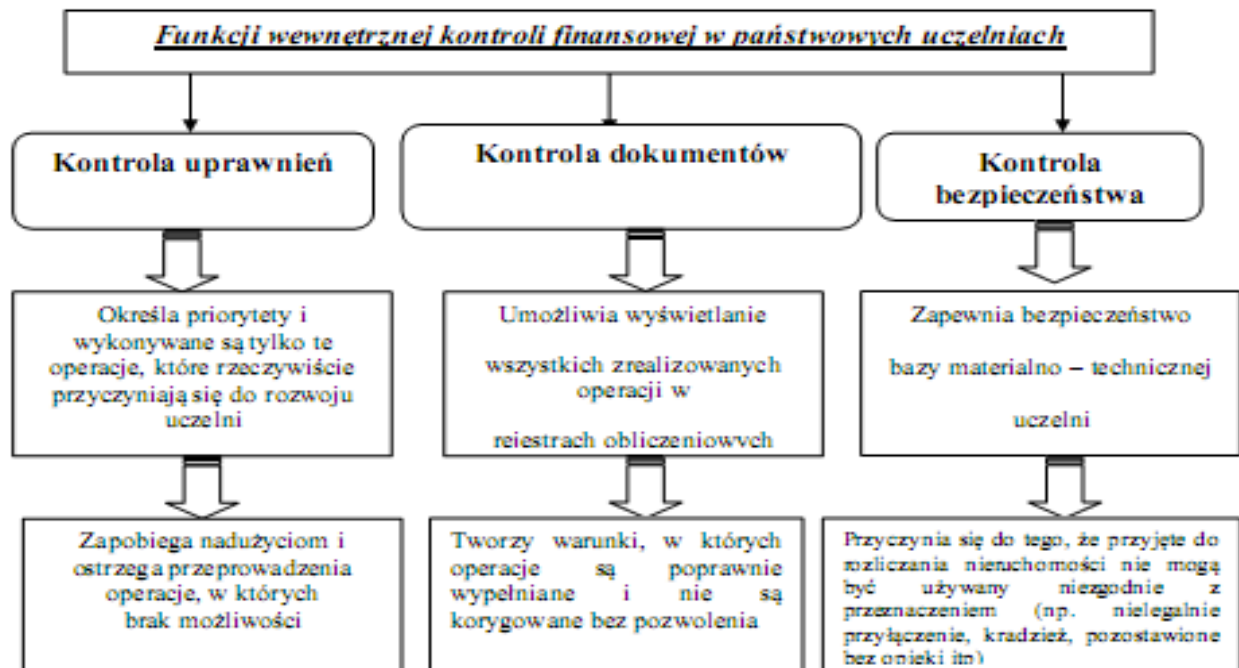 Funkcji wewnętrznej kontroli finansowej w państwowych uczelniach
Kontrola uprawnień
Kontrola dokumentów
Kontrola
bezpieczeństwa
Określa priorytety i
wykonywane są tylko te
operacje, które rzeczywiście
przyczyniają się do rozwoju
uczelni
Umożliwia wyświetlanie
wszystkich zrealizowanych
operacji w
rejestrach obliczeniowych
Zapewnia bezpieczeństwo
bazy materialno – technicznej
uczelni
Zapobiega nadużyciom i
ostrzega przeprowadzenia
operacje, w których
brak możliwości
Tworzy warunki, w których
operacje są poprawnie
wypełniane i nie są
korygowane bez pozwolenia
Przyczynia się do tego, że przyjęte do
rozliczania nieruchomości nie mogą
być używany niezgodnie z
przeznaczeniem (np. nielegalnie
przyłączenie, kradzież, pozostawione
bez opieki itp)